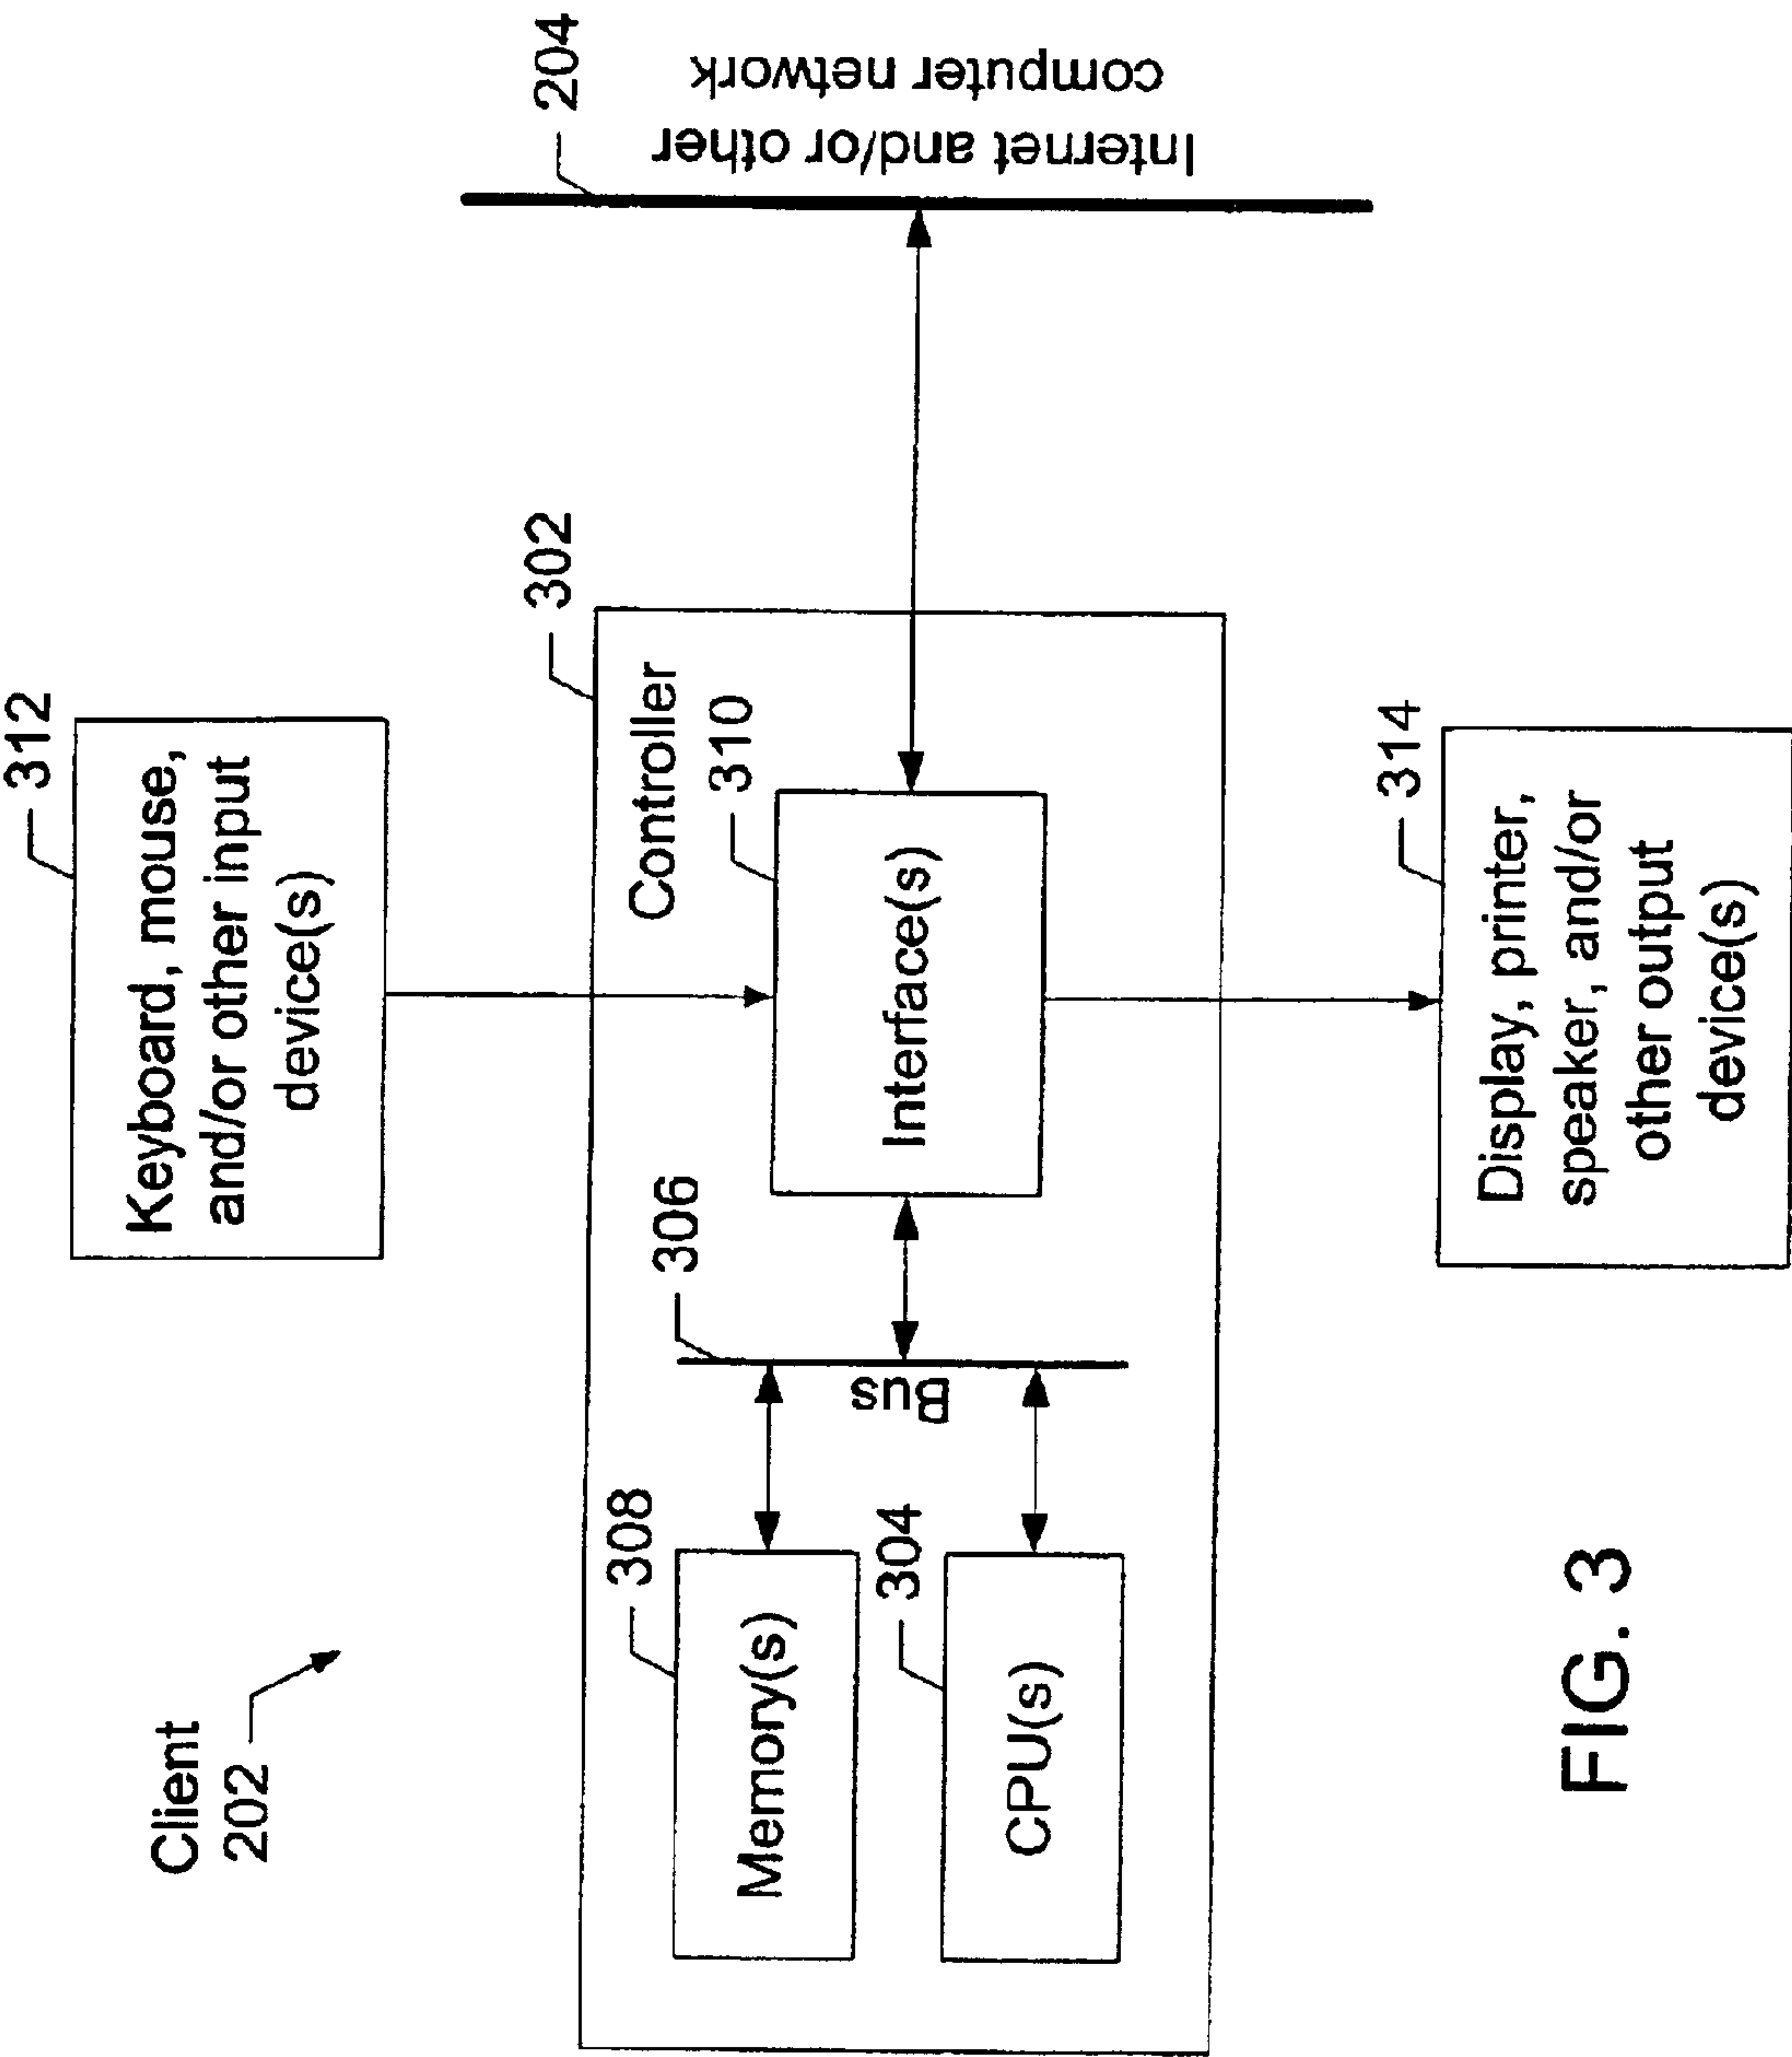 Client
202
312
Keyboard, mouse,
and/or other input
device(s)
302
Controller
308
Memory(s)
304
CPU(s)
306
Bus
310
Interface(s)
204
Internet and/or other
computer network
314
Display, printer,
speaker, and/or
other output
device(s)
FIG. 3